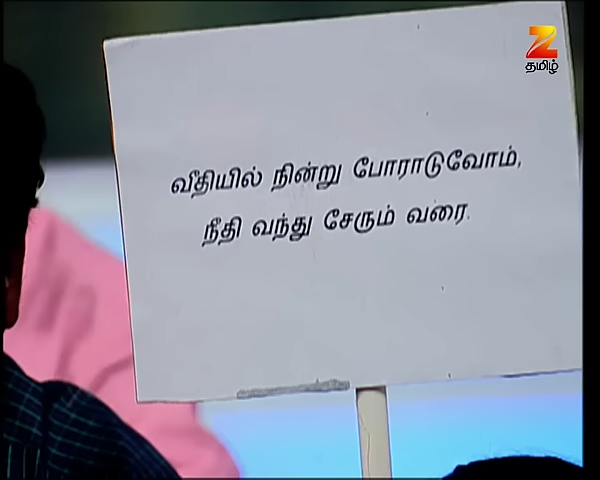 தமிழ்
வீதியில் நின்று போராடுவோம்,
நீதி வந்து சேரும் வரை.